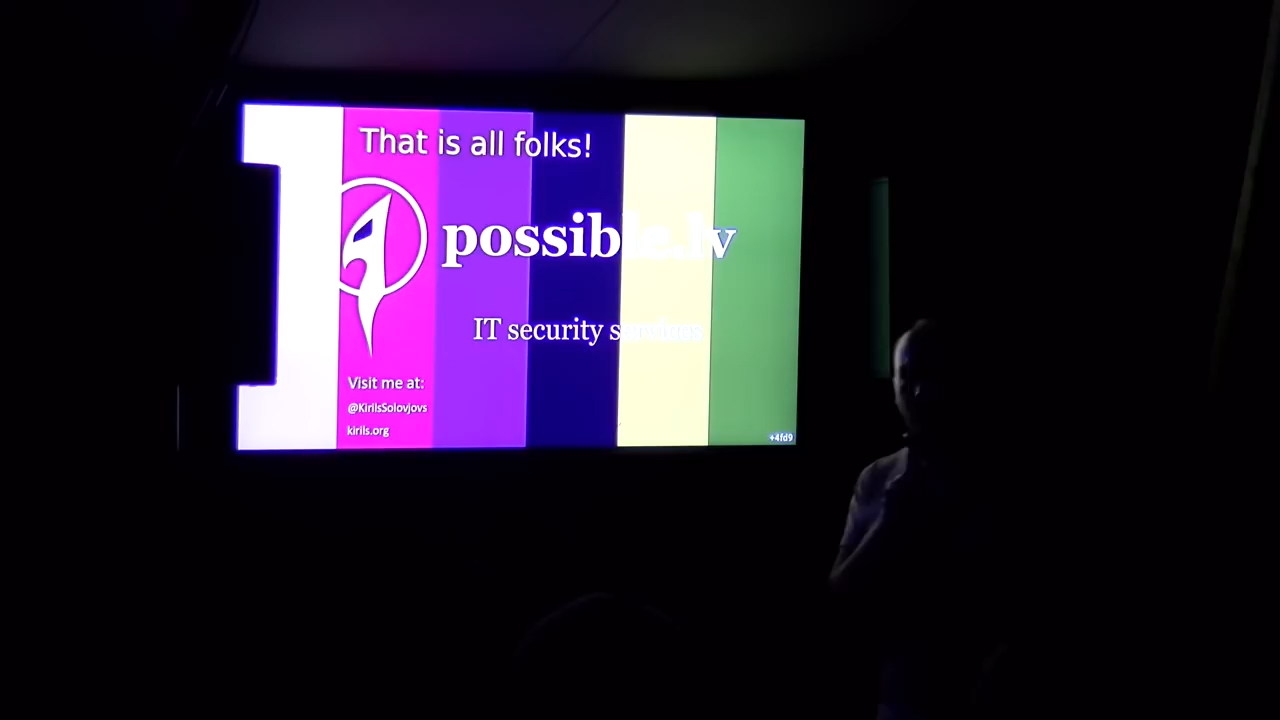 That is all folks!
possible.lv
IT security services
Visit me at:
@KirilsSolovjovs
kirils.org
+4fd9